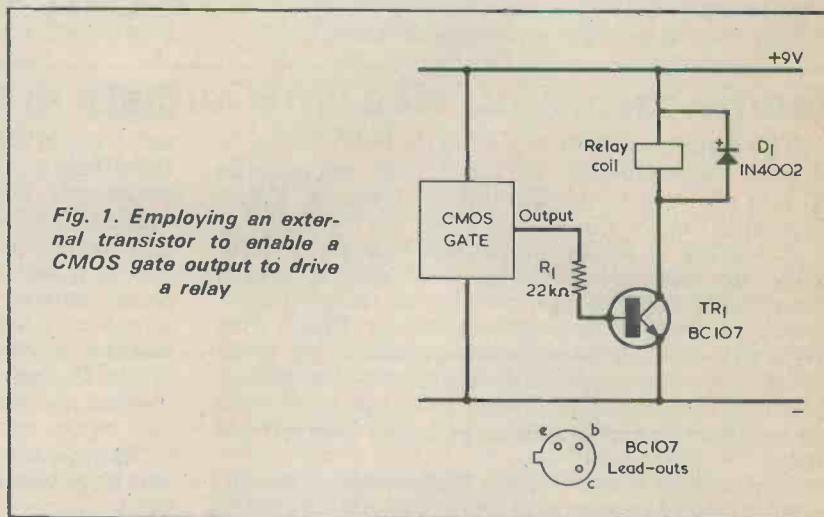 +9V
Relay
coil
+
D1
IN4002
CMOS
GATE
Output
R1
22kΩ
TR1
BC107
Fig. 1. Employing an exter-
nal transistor to enable a
CMOS gate output to drive
a relay
–
e
b
c
BC107
Lead-outs